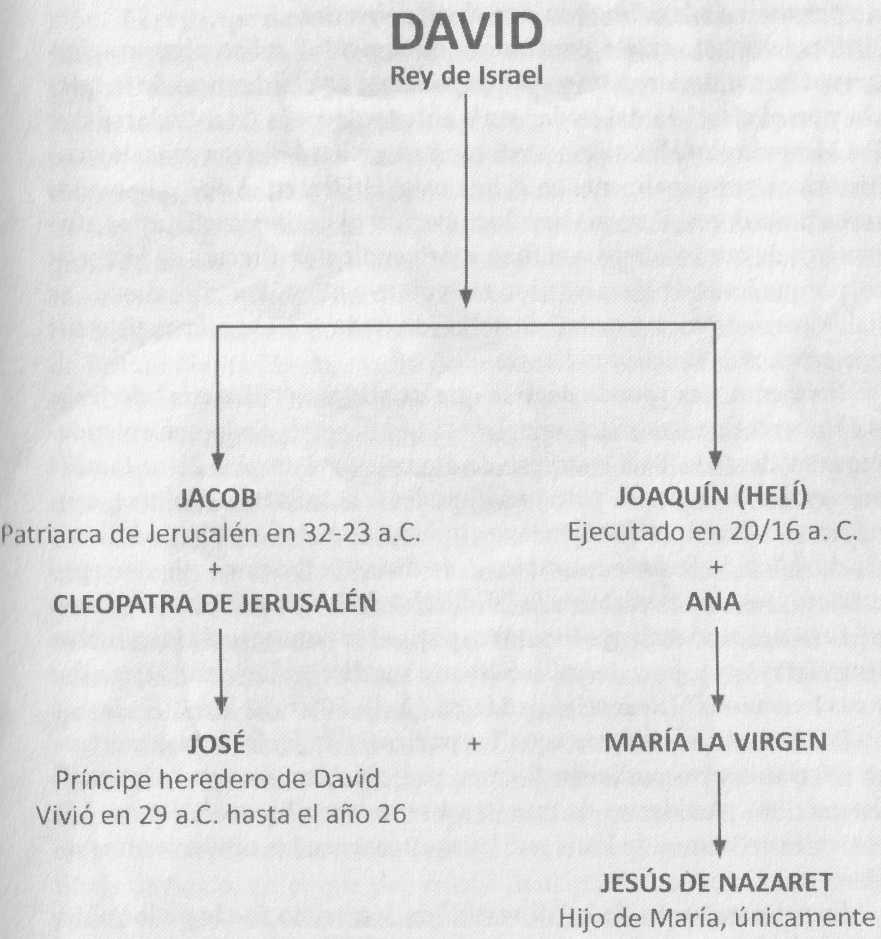 DAVID
Rey de Israel
JACOB
Patriarca de Jerusalén en 32-23 a.C.
+
CLEOPATRA DE JERUSALÉN
JOAQUÍN (HELÍ)
Ejecutado en 20/16 a. C.
+
ANA
JOSÉ
Príncipe heredero de David
Vivió en 29 a.C. hasta el año 26
+
MARÍA LA VIRGEN
JESÚS DE NAZARET
Hijo de María, únicamente